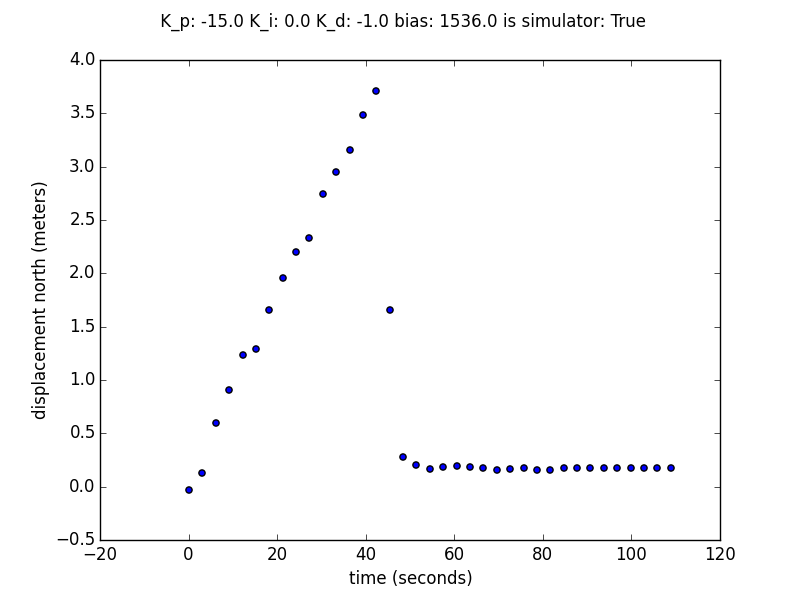 K_p: -15.0 K_i: 0.0 K_d: -1.0 bias: 1536.0 is simulator: True
4.0
3.5
3.0
2.5
2.0
1.5
1.0
0.5
0.0
−0.5
displacement north (meters)
−20 0 20 40 60 80 100 120
time (seconds)